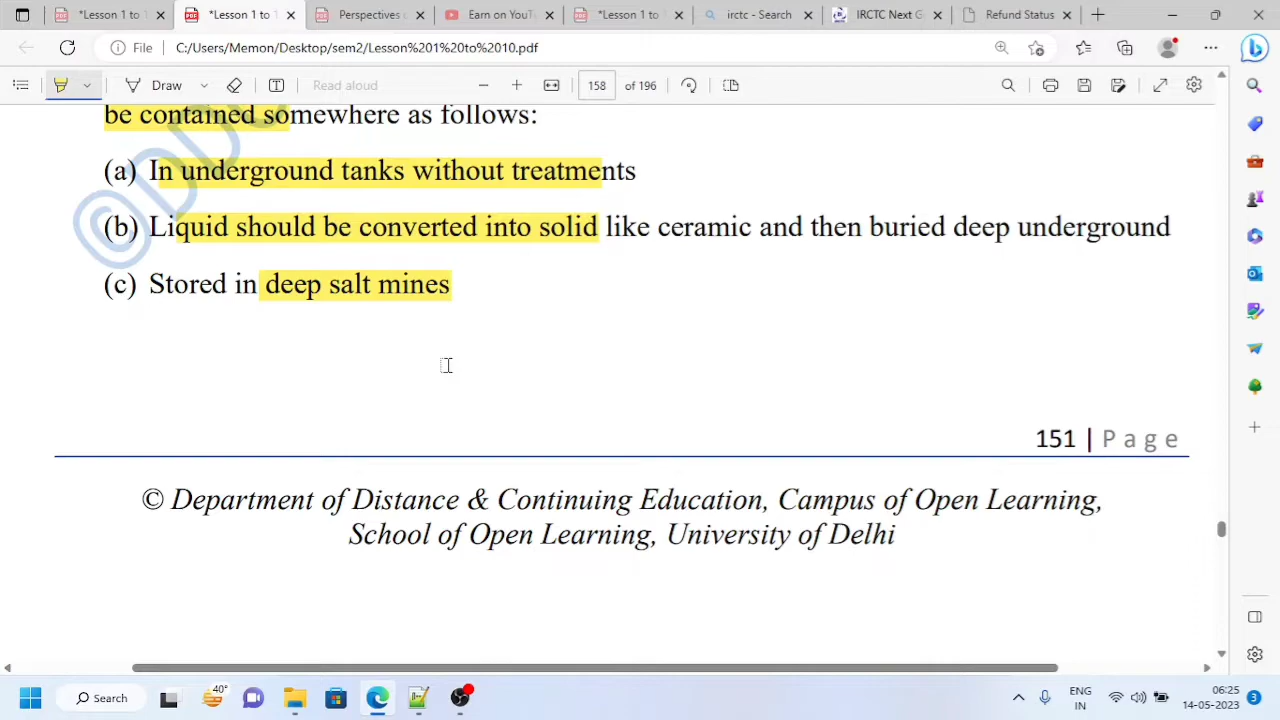 *Lesson 1 to *Lesson 1 to Perspectives Earn on YouT *Lesson 1 to irctc - Search IRCTC Next G Refund Status
File C:/Users/Memon/Desktop/sem2/Lesson%201%20to%2010.pdf
Draw Read aloud 158 of 196
be contained somewhere as follows:
(a) In underground tanks without treatments
(b) Liquid should be converted into solid like ceramic and then buried deep underground
(c) Stored in deep salt mines
151 | Page
© Department of Distance & Continuing Education, Campus of Open Learning,
School of Open Learning, University of Delhi
Search 40° ENG 06:25
IN 14-05-2023 3